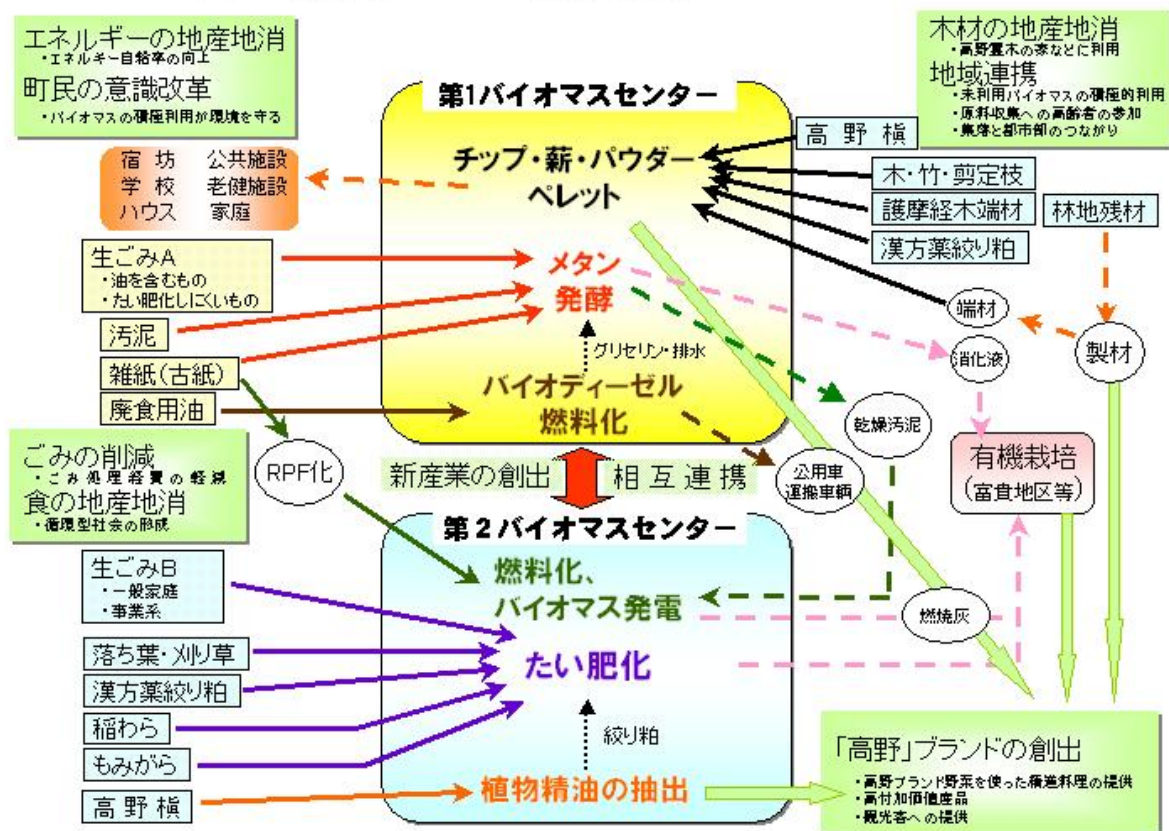 エネルギーの地産地消
・エネルギー自給率の向上
町民の意識改革
・バイオマスの積極利用が環境を守る
木材の地産地消
・高野霊木の家などに利用
地域連携
・未利用バイオマスの積極的利用
・原料収集への高齢者の参加
・集落と都市部のつながり
第1バイオマスセンター
チップ・薪・パウダー
ペレット
宿坊 公共施設
学校 老健施設
ハウス 家庭
高野槇
木・竹・剪定枝
護摩経木端材
漢方薬絞り粕
林地残材
端材
製材
消化液
生ごみA
・油を含むもの
・たい肥化しにくいもの
汚泥
雑紙(古紙)
廃食用油
メタン
発酵
グリセリン・排水
バイオディーゼル
燃料化
乾燥汚泥
公用車
運搬車輌
有機栽培
(富貴地区等)
ごみの削減
・ごみ処理経費の軽減
食の地産地消
・循環型社会の形成
RPF化
新産業の創出
相互連携
第2バイオマスセンター
燃料化、
バイオマス発電
燃焼灰
生ごみB
・一般家庭
・事業系
落ち葉・刈り草
漢方薬絞り粕
稲わら
もみがら
高野槇
たい肥化
絞り粕
植物精油の抽出
「高野」ブランドの創出
・高野ブランド野菜を使った精進料理の提供
・高付加価値産品
・観光客への提供